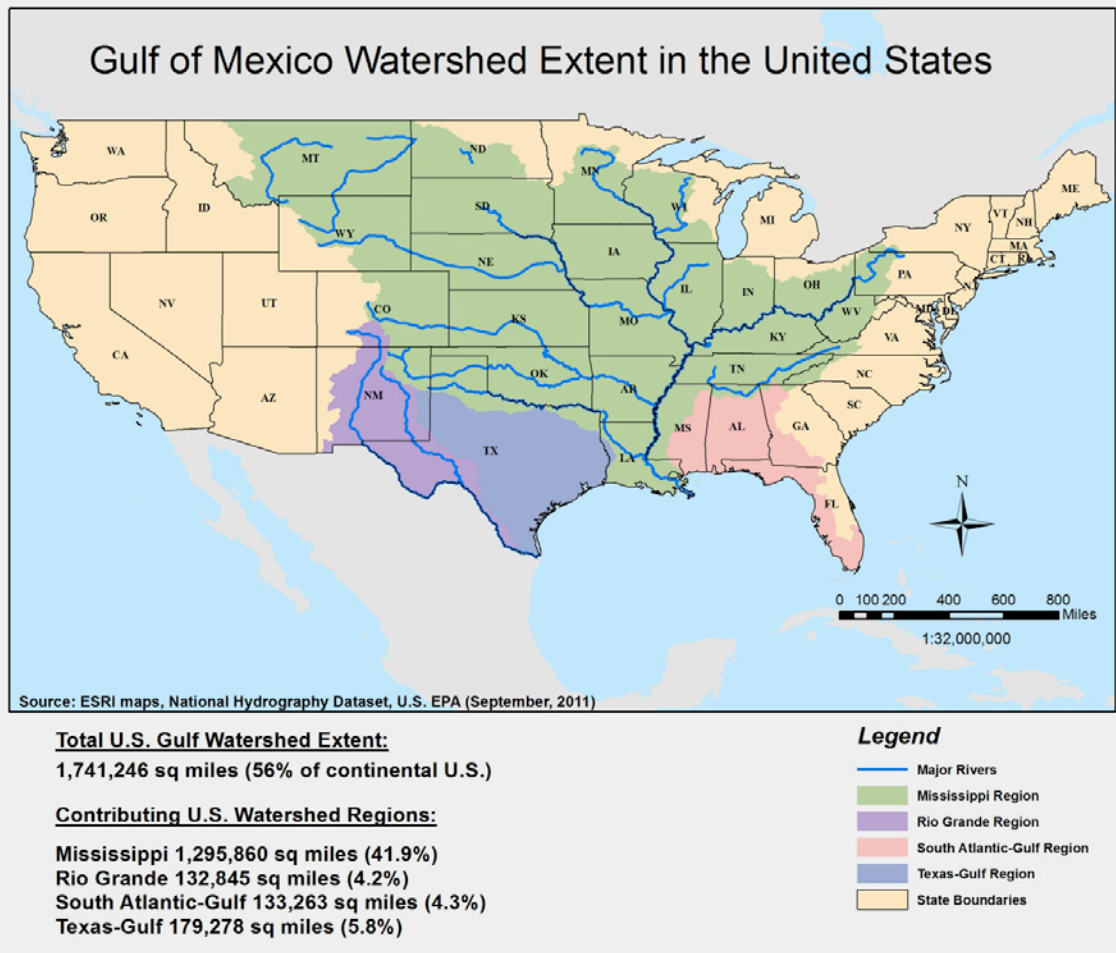 Gulf of Mexico Watershed Extent in the United States
WA
MT
ND
MN
ME
OR
ID
SD
WI
MI
NY
VT
NH
MA
CT
RI
WY
IA
NE
PA
NJ
NV
UT
CO
IL
IN
OH
MD
DE
WV
VA
CA
KS
MO
KY
AZ
NM
OK
AR
TN
NC
SC
TX
LA
MS
AL
GA
FL
N
0 100 200 400 600 800
Miles
1:32,000,000
Source: ESRI maps, National Hydrography Dataset, U.S. EPA (September, 2011)
Total U.S. Gulf Watershed Extent:
1,741,246 sq miles (56% of continental U.S.)
Contributing U.S. Watershed Regions:
Mississippi 1,295,860 sq miles (41.9%)
Rio Grande 132,845 sq miles (4.2%)
South Atlantic-Gulf 133,263 sq miles (4.3%)
Texas-Gulf 179,278 sq miles (5.8%)
Legend
Major Rivers
Mississippi Region
Rio Grande Region
South Atlantic-Gulf Region
Texas-Gulf Region
State Boundaries